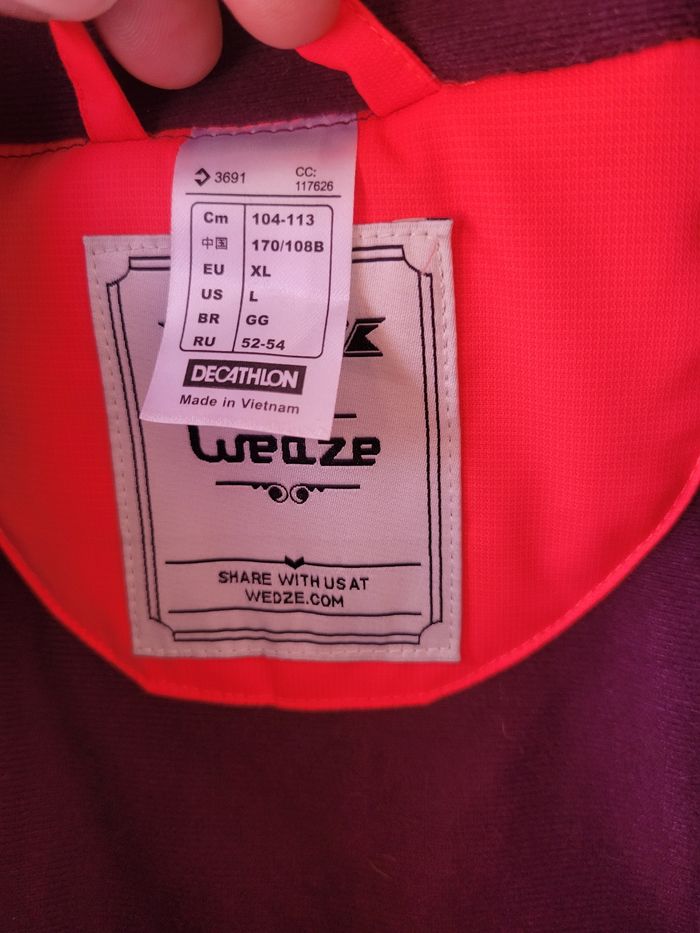 3691 CC:
117626
Cm 104-113
中国 170/108B
EU XL
US L
BR GG
RU 52-54
DECATHLON
Made in Vietnam
Wedze
SHARE WITH US AT
WEDZE.COM